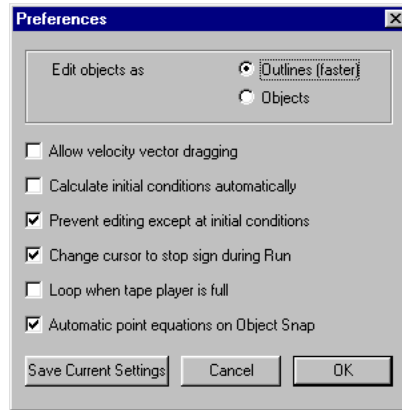 Preferences
Edit objects as
Outlines (faster)
Objects
Allow velocity vector dragging
Calculate initial conditions automatically
Prevent editing except at initial conditions
Change cursor to stop sign during Run
Loop when tape player is full
Automatic point equations on Object Snap
Save Current Settings Cancel OK